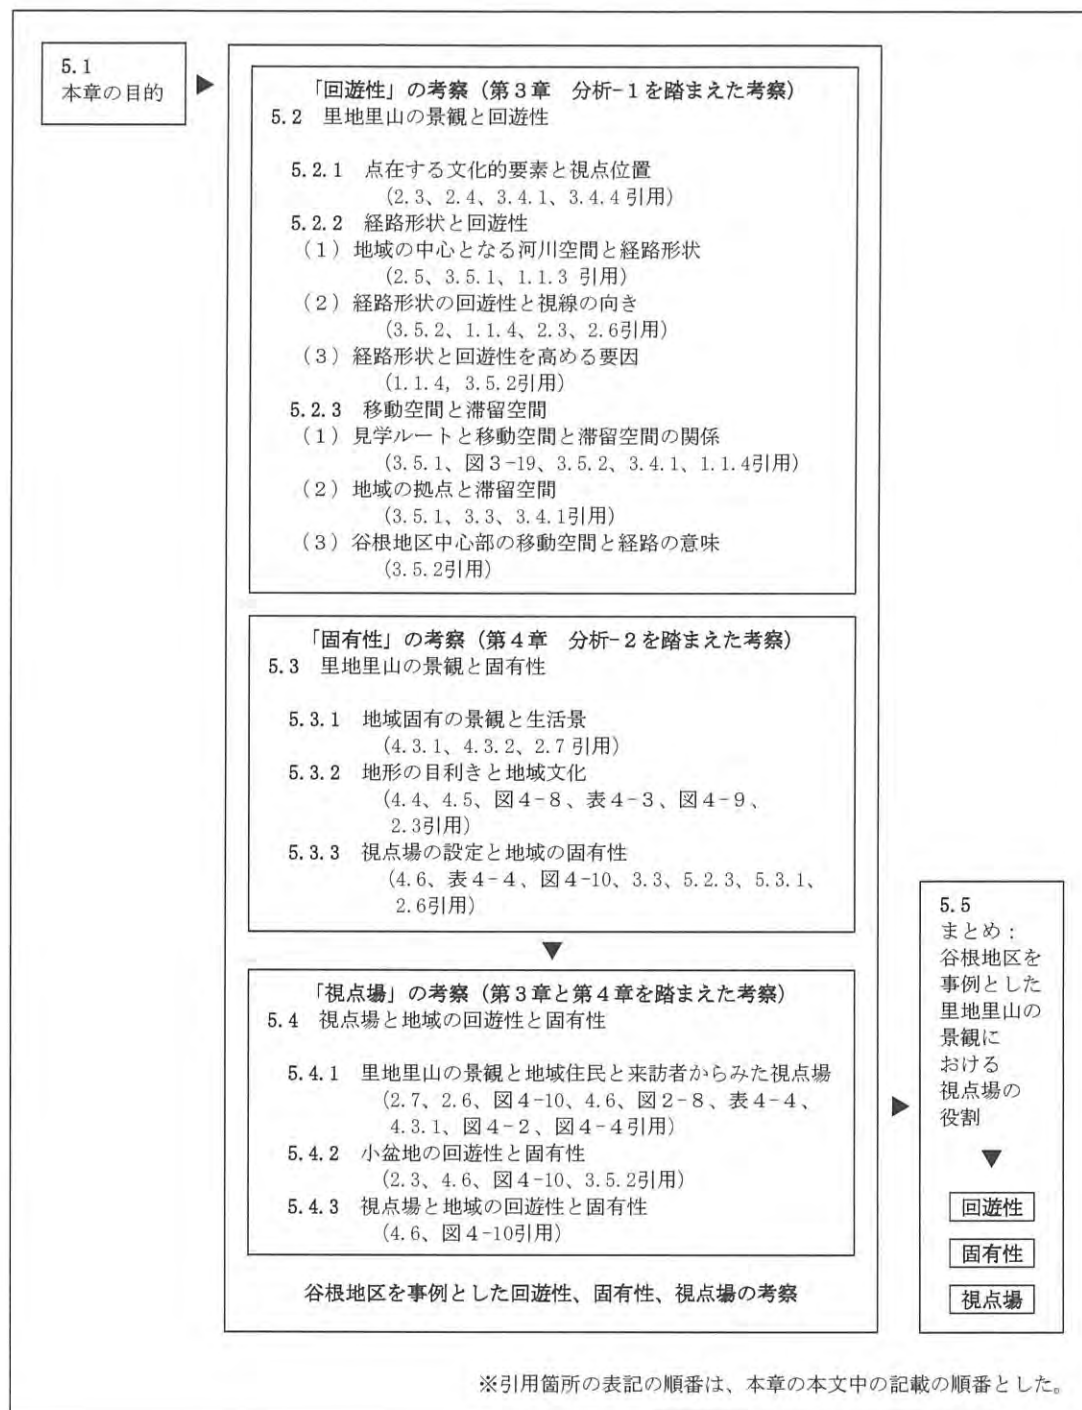 5.1
本章の目的
▶
「回遊性」の考察（第3章　分析-1を踏まえた考察）
5.2　里地里山の景観と回遊性
5.2.1　点在する文化的要素と視点位置
（2.3、2.4、3.4.1、3.4.4引用）
5.2.2　経路形状と回遊性
（1）地域の中心となる河川空間と経路形状
（2.5、3.5.1、1.1.3 引用）
（2）経路形状の回遊性と視線の向き
（3.5.2、1.1.4、2.3、2.6引用）
（3）経路形状と回遊性を高める要因
（1.1.4, 3.5.2引用）
5.2.3　移動空間と滞留空間
（1）見学ルートと移動空間と滞留空間の関係
（3.5.1、図3-19、3.5.2、3.4.1、1.1.4引用）
（2）地域の拠点と滞留空間
（3.5.1、3.3、3.4.1引用）
（3）谷根地区中心部の移動空間と経路の意味
（3.5.2引用）
「固有性」の考察（第4章　分析-2を踏まえた考察）
5.3　里地里山の景観と固有性
5.3.1　地域固有の景観と生活景
（4.3.1、4.3.2、2.7 引用）
5.3.2　地形の目利きと地域文化
（4.4、4.5、図4-8、表4-3、図4-9、
2.3引用）
5.3.3　視点場の設定と地域の固有性
（4.6、表4-4、図4-10、3.3、5.2.3、5.3.1、
2.6引用）
▼
「視点場」の考察（第3章と第4章を踏まえた考察）
5.4　視点場と地域の回遊性と固有性
5.4.1　里地里山の景観と地域住民と来訪者からみた視点場
（2.7、2.6、図4-10、4.6、図2-8、表4-4、
4.3.1、図4-2、図4-4引用）
5.4.2　小盆地の回遊性と固有性
（2.3、4.6、図4-10、3.5.2引用）
5.4.3　視点場と地域の回遊性と固有性
（4.6、図4-10引用）
谷根地区を事例とした回遊性、固有性、視点場の考察
▶
5.5
まとめ：
谷根地区を
事例とした
里地里山の
景観に
おける
視点場の
役割
▼
回遊性
固有性
視点場
※引用箇所の表記の順番は、本章の本文中の記載の順番とした。